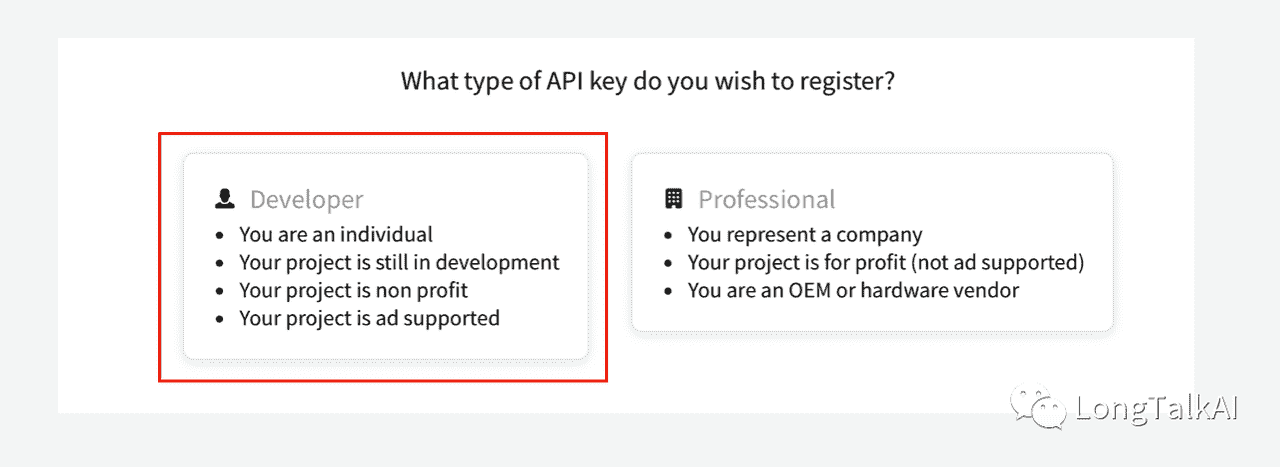 What type of API key do you wish to register?
Developer
You are an individual
Your project is still in development
Your project is non profit
Your project is ad supported
Professional
You represent a company
Your project is for profit (not ad supported)
You are an OEM or hardware vendor
LongTalkAI